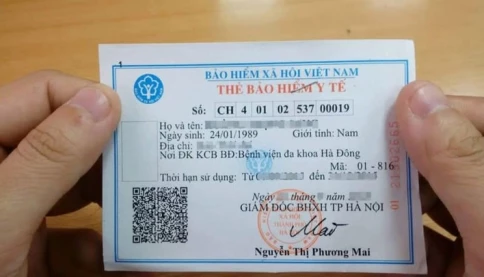 BẢO HIỂM XÃ HỘI VIỆT NAM
THẺ BẢO HIỂM Y TẾ
Số: CH 4 01 02 537 00019
Họ và tên:
Ngày sinh: 24/01/1989 Giới tính: Nam
Địa chỉ:
Nơi ĐK KCB BĐ:Bệnh viện đa khoa Hà Đông
Mã: 01 - 816
Thời hạn sử dụng: Từ đến
Ngày
GIÁM ĐỐC BHXH TP HÀ NỘI
Nguyễn Thị Phương Mai